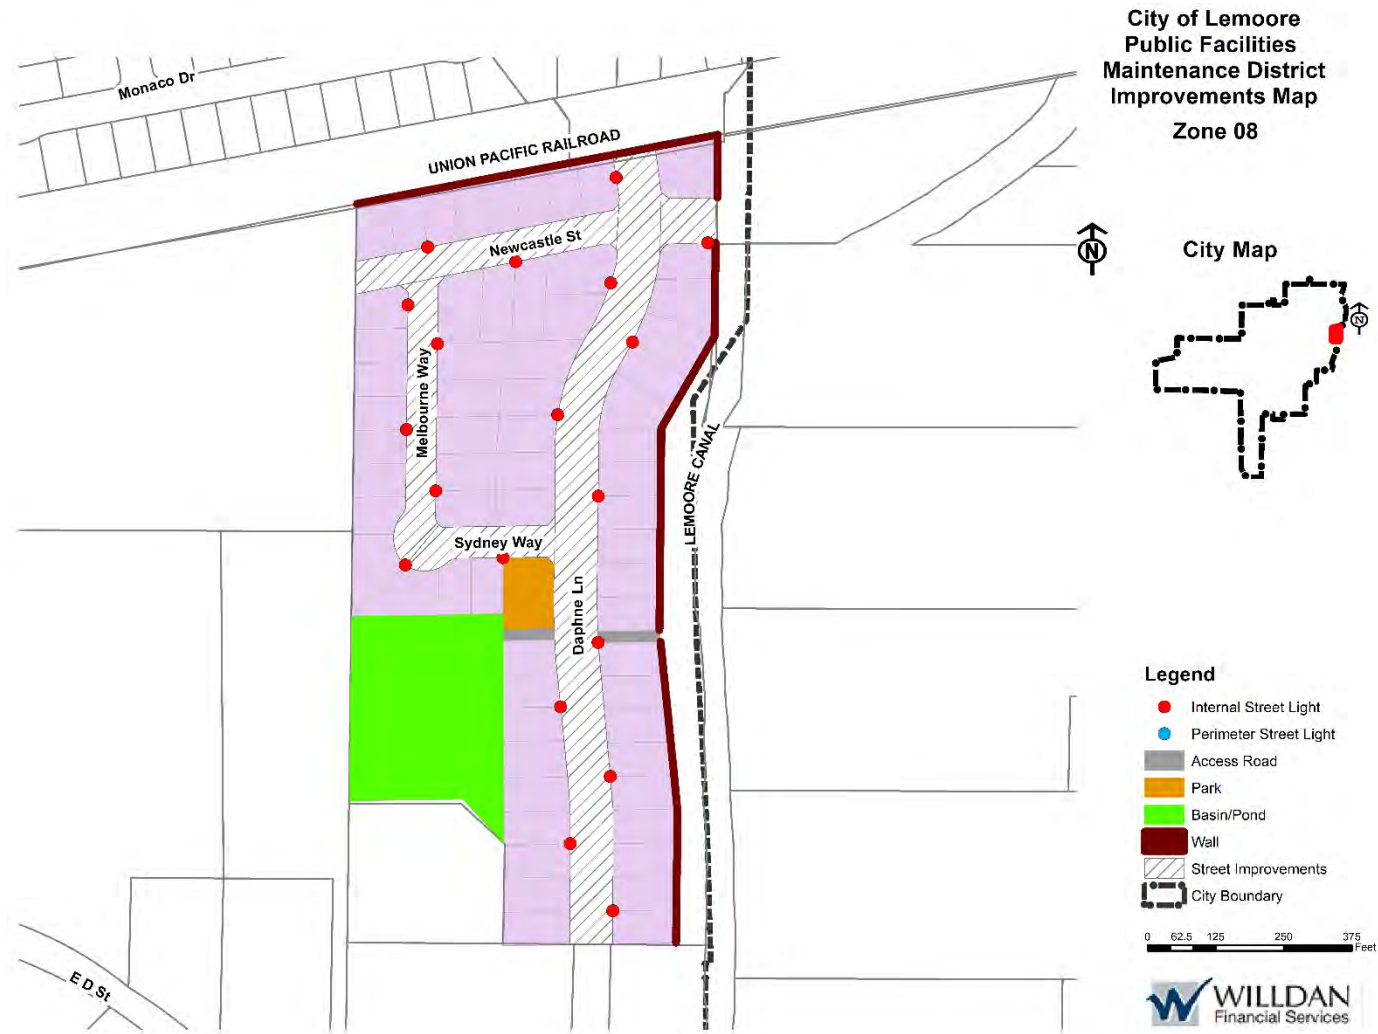 City of Lemoore
Public Facilities
Maintenance District
Improvements Map
Zone 08
Monaco Dr
UNION PACIFIC RAILROAD
Newcastle St
N
City Map
N
Melbourne Way
LEMOORE CANAL
Sydney Way
Daphne Ln
E D St
Legend
Internal Street Light
Perimeter Street Light
Access Road
Park
Basin/Pond
Wall
Street Improvements
City Boundary
0 62.5 125 250 375
Feet
WILLDAN
Financial Services